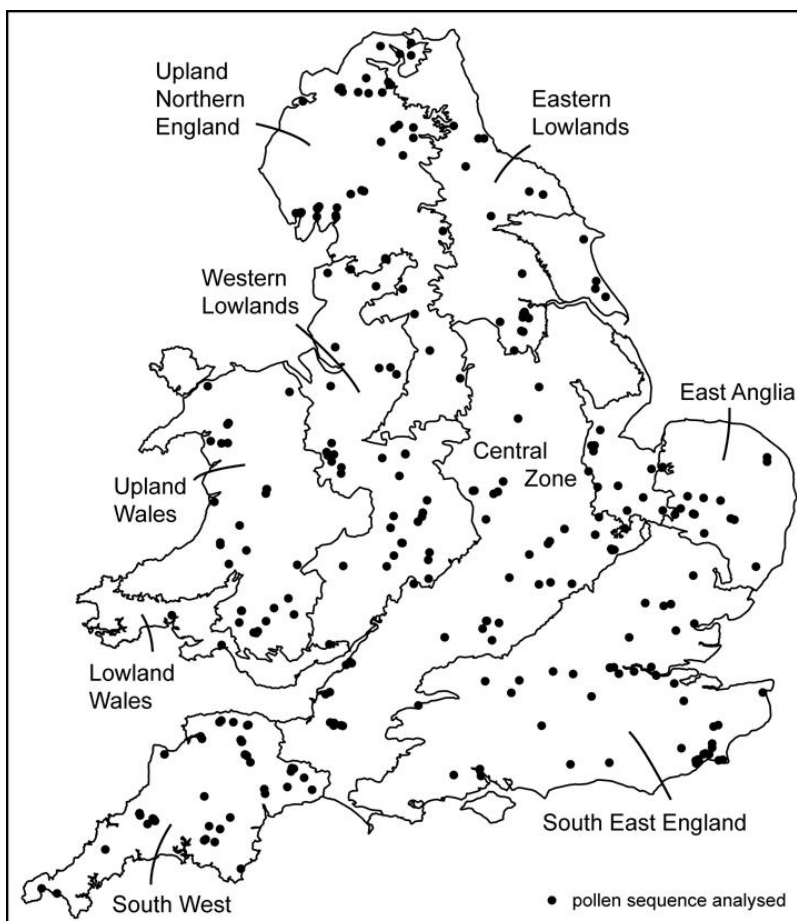 Upland
Northern
England
Eastern
Lowlands
Western
Lowlands
East Anglia
Central
Zone
Upland
Wales
Lowland
Wales
South East England
South West
pollen sequence analysed